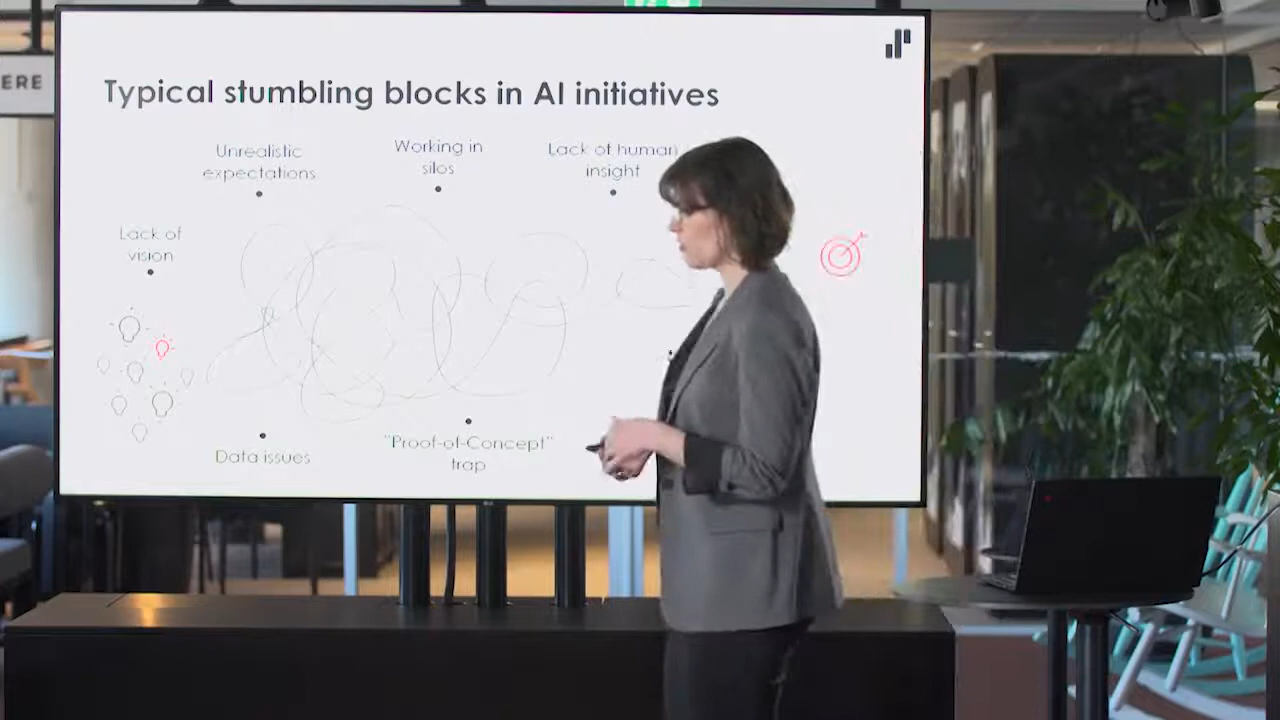 ERE
Typical stumbling blocks in AI initiatives
Unrealistic
expectations
Working in
silos
Lack of human
insight
Lack of
vision
Data issues
"Proof-of-Concept"
trap